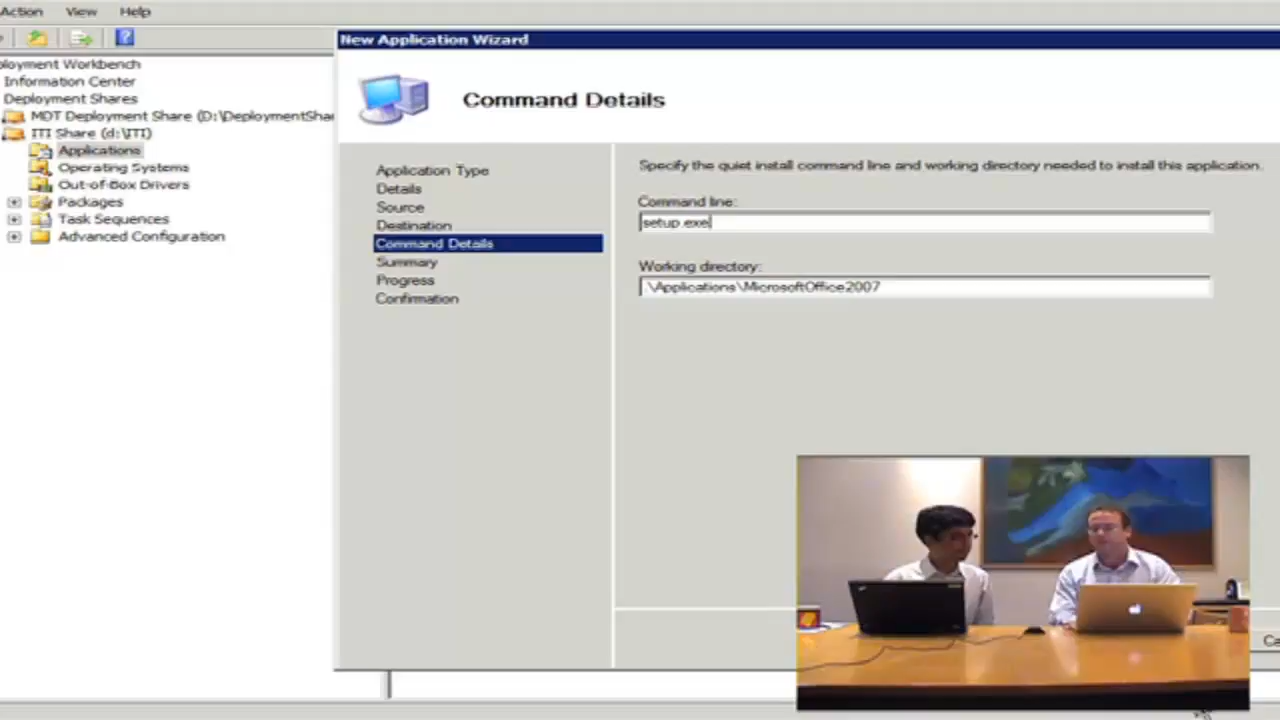 Action View Help
New Application Wizard
ployment Workbench
Information Center
Deployment Shares
MDT Deployment Share (D:\DeploymentShar
ITI Share (d:\ITI)
Applications
Operating Systems
Out-of-Box Drivers
Packages
Task Sequences
Advanced Configuration
Command Details
Application Type
Details
Source
Destination
Command Details
Summary
Progress
Confirmation
Specify the quiet install command line and working directory needed to install this application.
Command line:
setup.exe
Working directory:
.\Applications\MicrosoftOffice2007
Ca